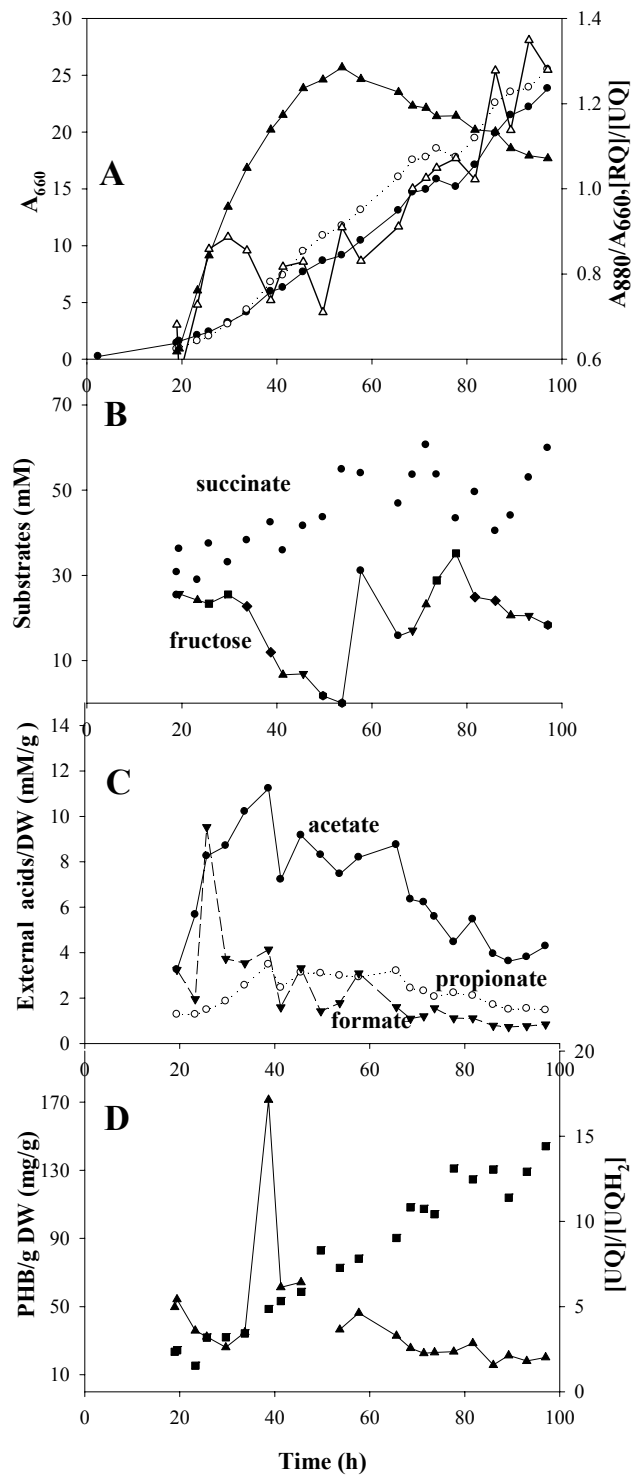 A
A660
30
25
20
15
10
5
0
1.4
1.2
1.0
0.8
0.6
A880/A660,[RQ]/[UQ]
0 20 40 60 80 100
B
Substrates (mM)
70
50
30
10
succinate
fructose
0 20 40 60 80 100
C
External acids/DW (mM/g)
14
12
10
8
6
4
2
0
acetate
propionate
formate
0 20 40 60 80 100
D
PHB/g DW (mg/g)
170
130
90
50
10
20
15
10
5
0
[UQ]/[UQH2]
0 20 40 60 80 100
Time (h)